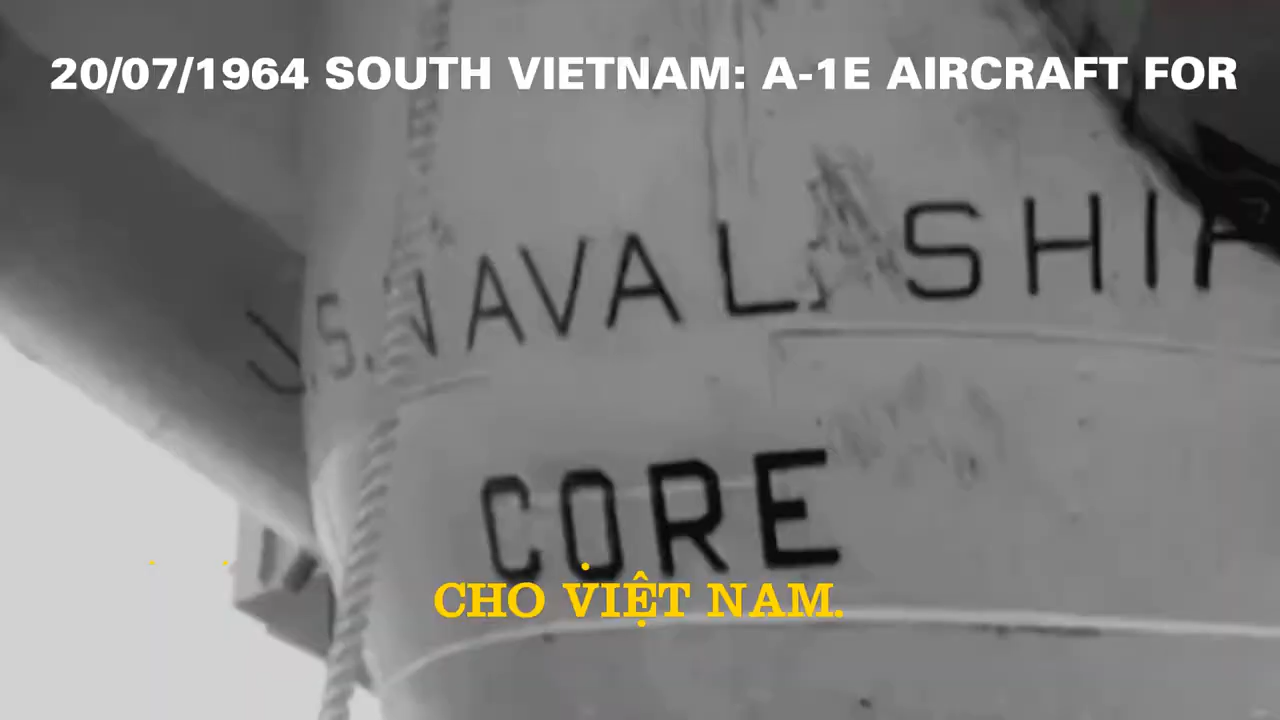 20/07/1964 SOUTH VIETNAM: A-1E AIRCRAFT FOR
U.S. NAVAL SHIP
CORE
CHO VIỆT NAM.